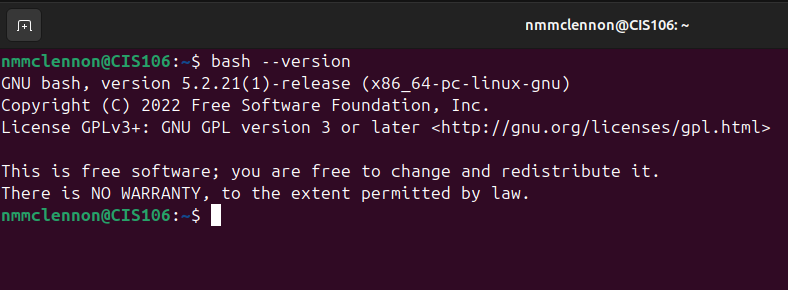 nmmclennon@CIS106: ~
nmmclennon@CIS106:~$ bash --version
GNU bash, version 5.2.21(1)-release (x86_64-pc-linux-gnu)
Copyright (C) 2022 Free Software Foundation, Inc.
License GPLv3+: GNU GPL version 3 or later <http://gnu.org/licenses/gpl.html>
This is free software; you are free to change and redistribute it.
There is NO WARRANTY, to the extent permitted by law.
nmmclennon@CIS106:~$